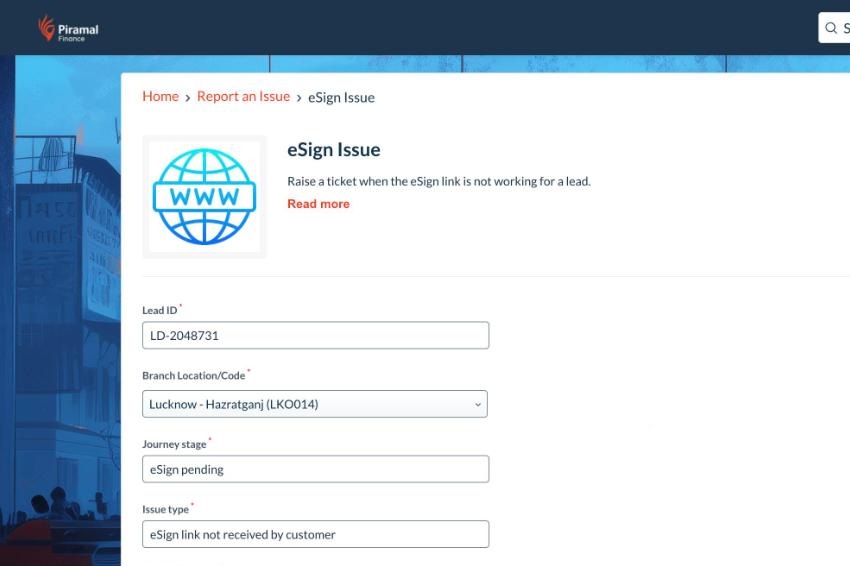 Piramal
Finance
S
Home > Report an Issue > eSign Issue
WWW
eSign Issue
Raise a ticket when the eSign link is not working for a lead.
Read more
Lead ID*
LD-2048731
Branch Location/Code*
Lucknow - Hazratganj (LKO014)
Journey stage*
eSign pending
Issue type*
eSign link not received by customer